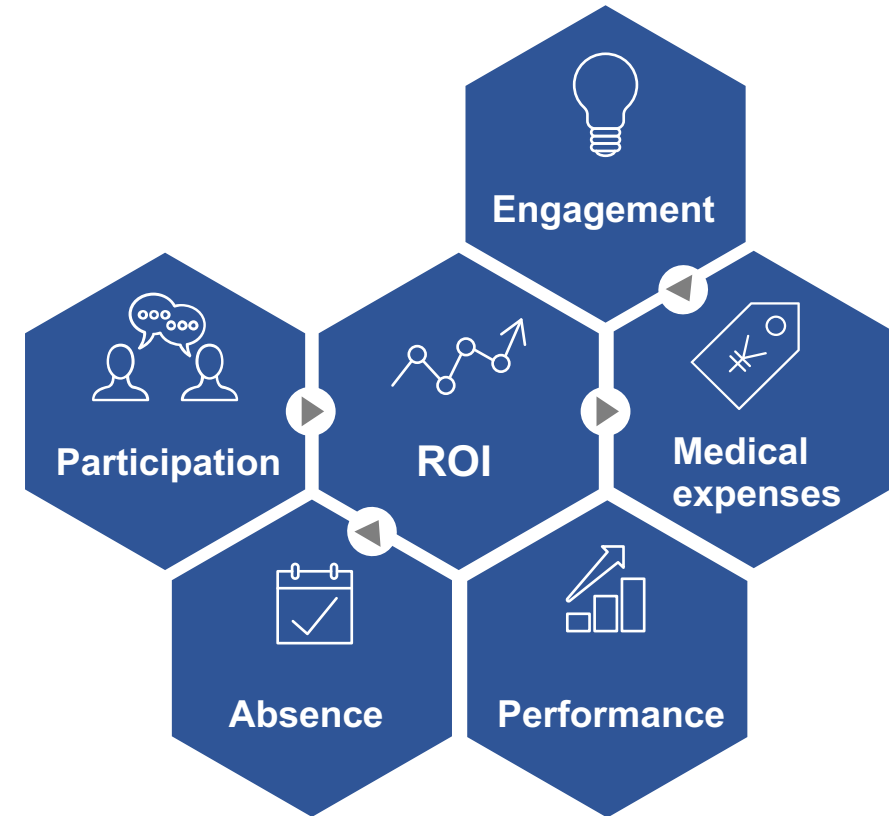 Engagement
Participation
ROI
Medical
expenses
¥
Absence
Performance